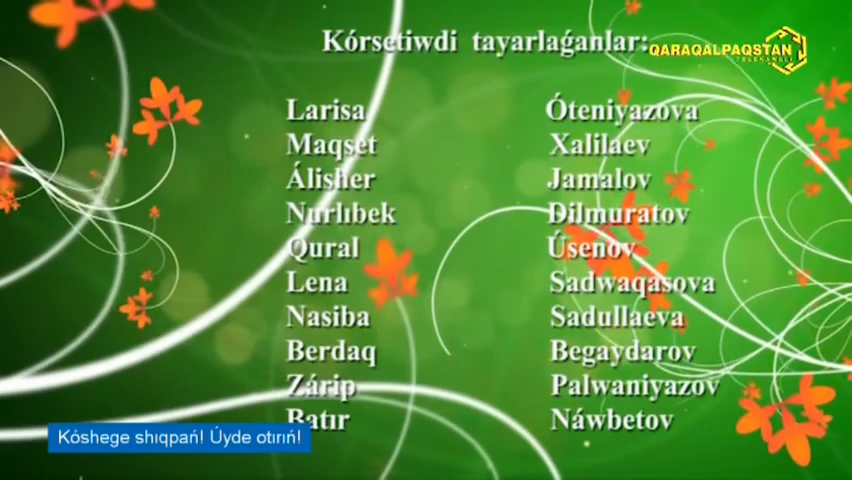 Kórsetiwdi tayarlaǵanlar:
QARAQALPAQSTAN
TELEKANALI
Larisa Óteniyazova
Maqset Xalilaev
Álisher Jamalov
Nurlıbek Dilmuratov
Qural Úsenov
Lena Sadwaqasova
Nasiba Sadullaeva
Berdaq Begaydarov
Zárip Palwaniyazov
Batır Náwbetov
Kóshege shıqpań! Úyde otırıń!